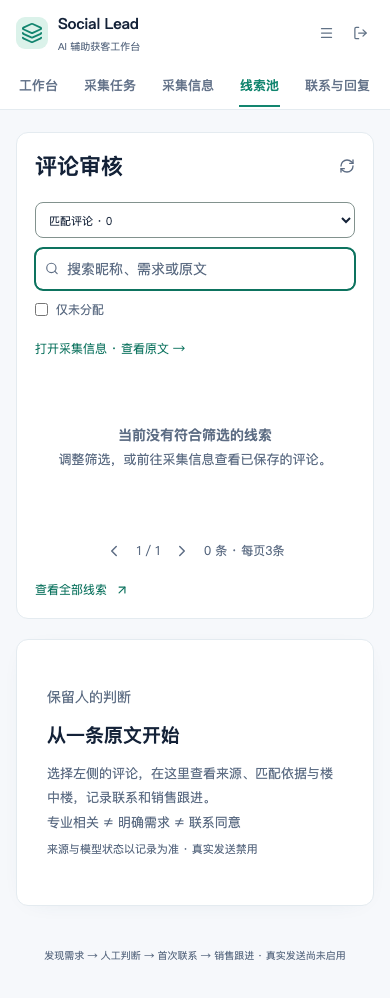 Social Lead
AI 辅助获客工作台
工作台 采集任务 采集信息 线索池 联系与回复
评论审核
匹配评论 · 0
搜索昵称、需求或原文
仅未分配
打开采集信息 · 查看原文 →
当前没有符合筛选的线索
调整筛选，或前往采集信息查看已保存的评论。
1 / 1 0 条 · 每页3条
查看全部线索
保留人的判断
从一条原文开始
选择左侧的评论，在这里查看来源、匹配依据与楼
中楼，记录联系和销售跟进。
专业相关 ≠ 明确需求 ≠ 联系同意
来源与模型状态以记录为准 · 真实发送禁用
发现需求 → 人工判断 → 首次联系 → 销售跟进 · 真实发送尚未启用